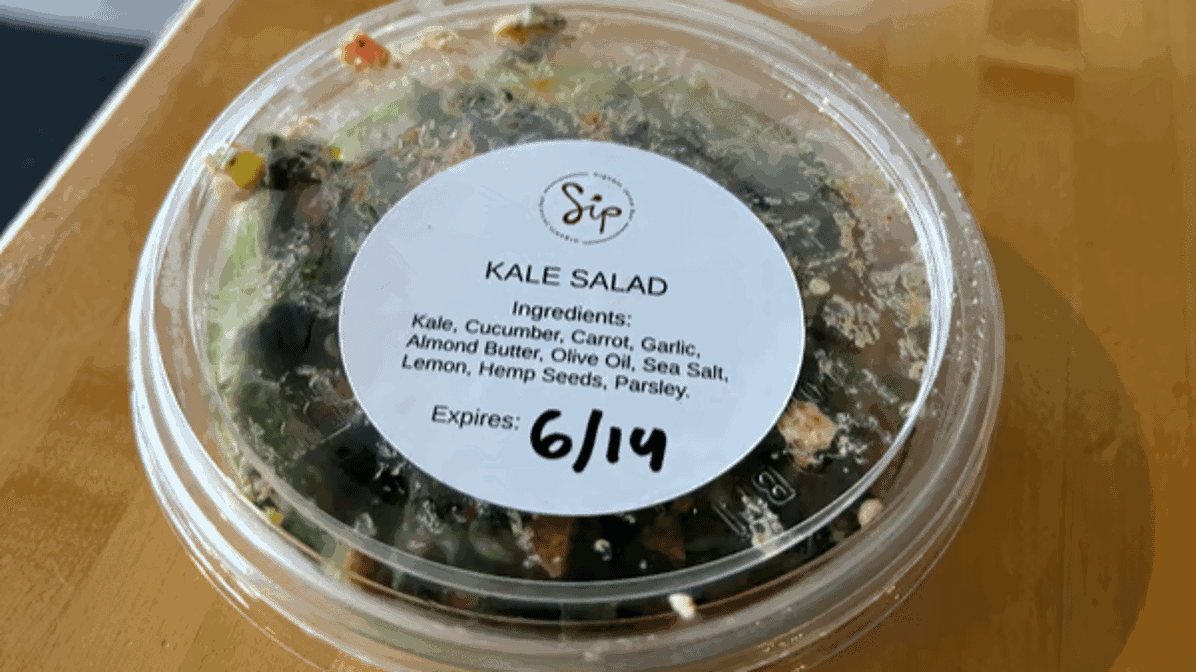 Sip
KALE SALAD
Ingredients:
Kale, Cucumber, Carrot, Garlic,
Almond Butter, Olive Oil, Sea Salt,
Lemon, Hemp Seeds, Parsley.
Expires: 6/14